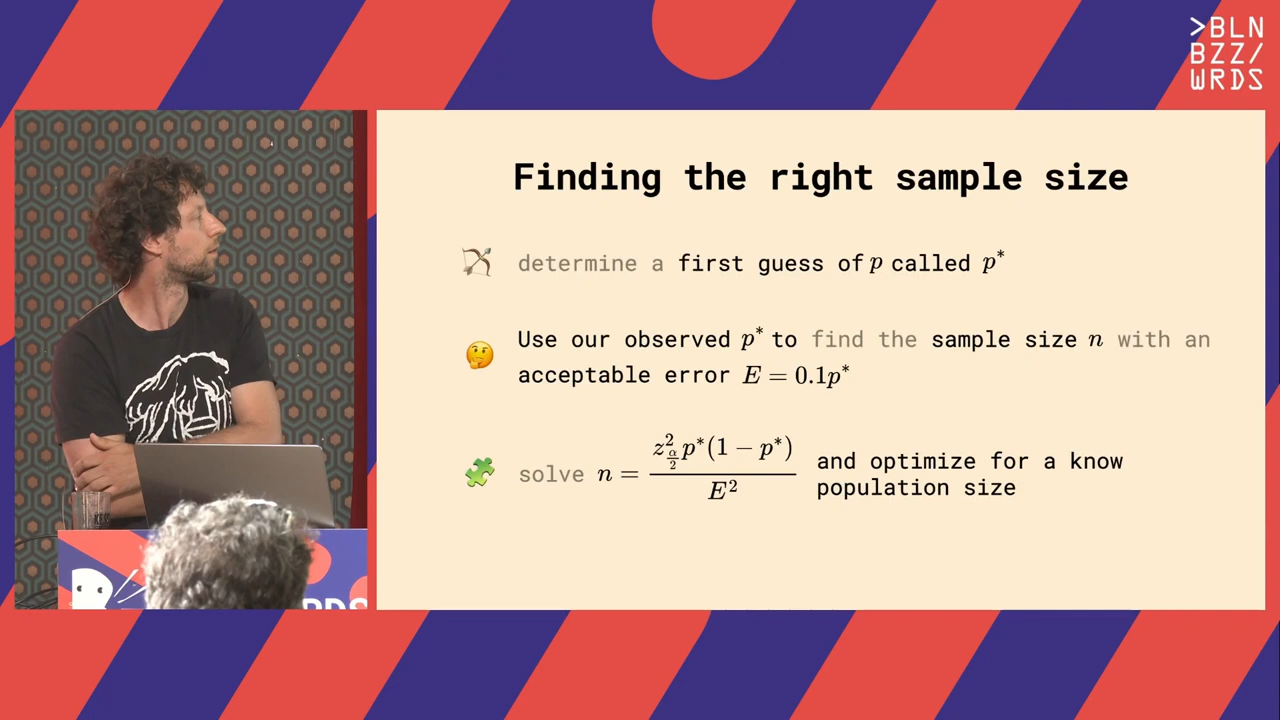 >BLN
BZZ/
WRDS
Finding the right sample size
determine a first guess of p called p*
Use our observed p* to find the sample size n with an
acceptable error E = 0.1p*
solve n = z²_{α/2} p*(1 − p*) / E² and optimize for a know
population size